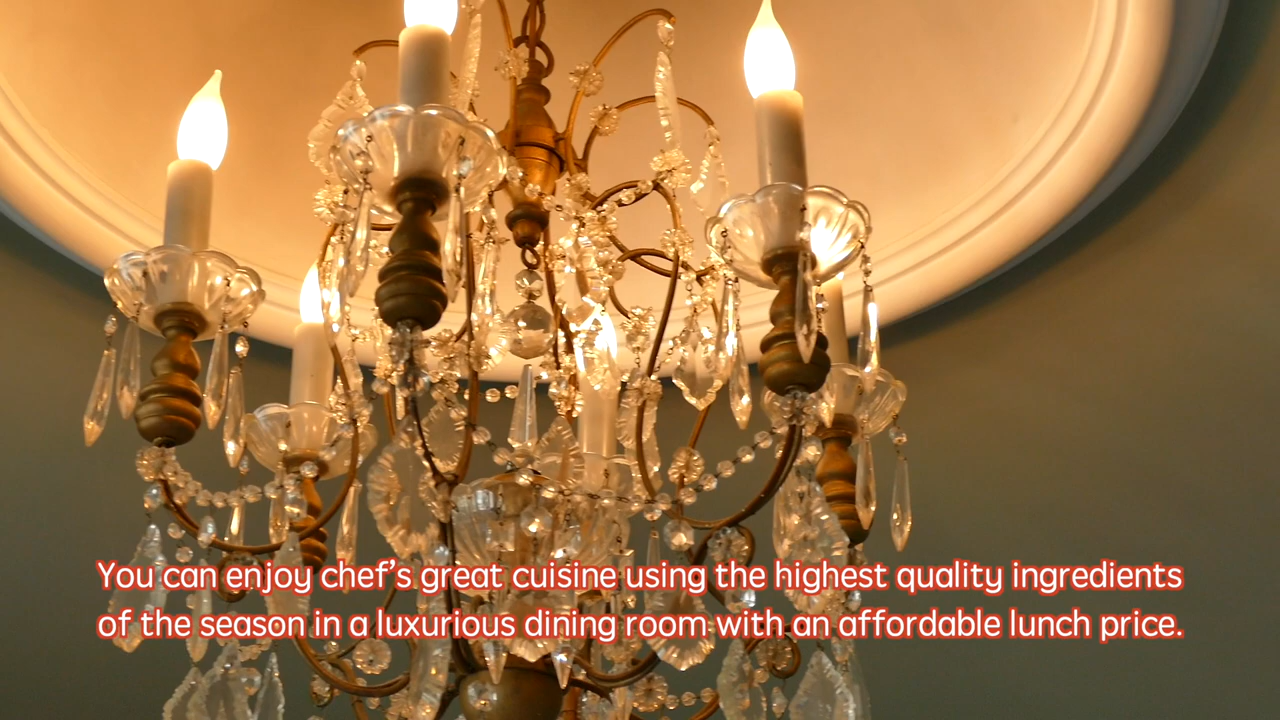 You can enjoy chef's great cuisine using the highest quality ingredients
of the season in a luxurious dining room with an affordable lunch price.